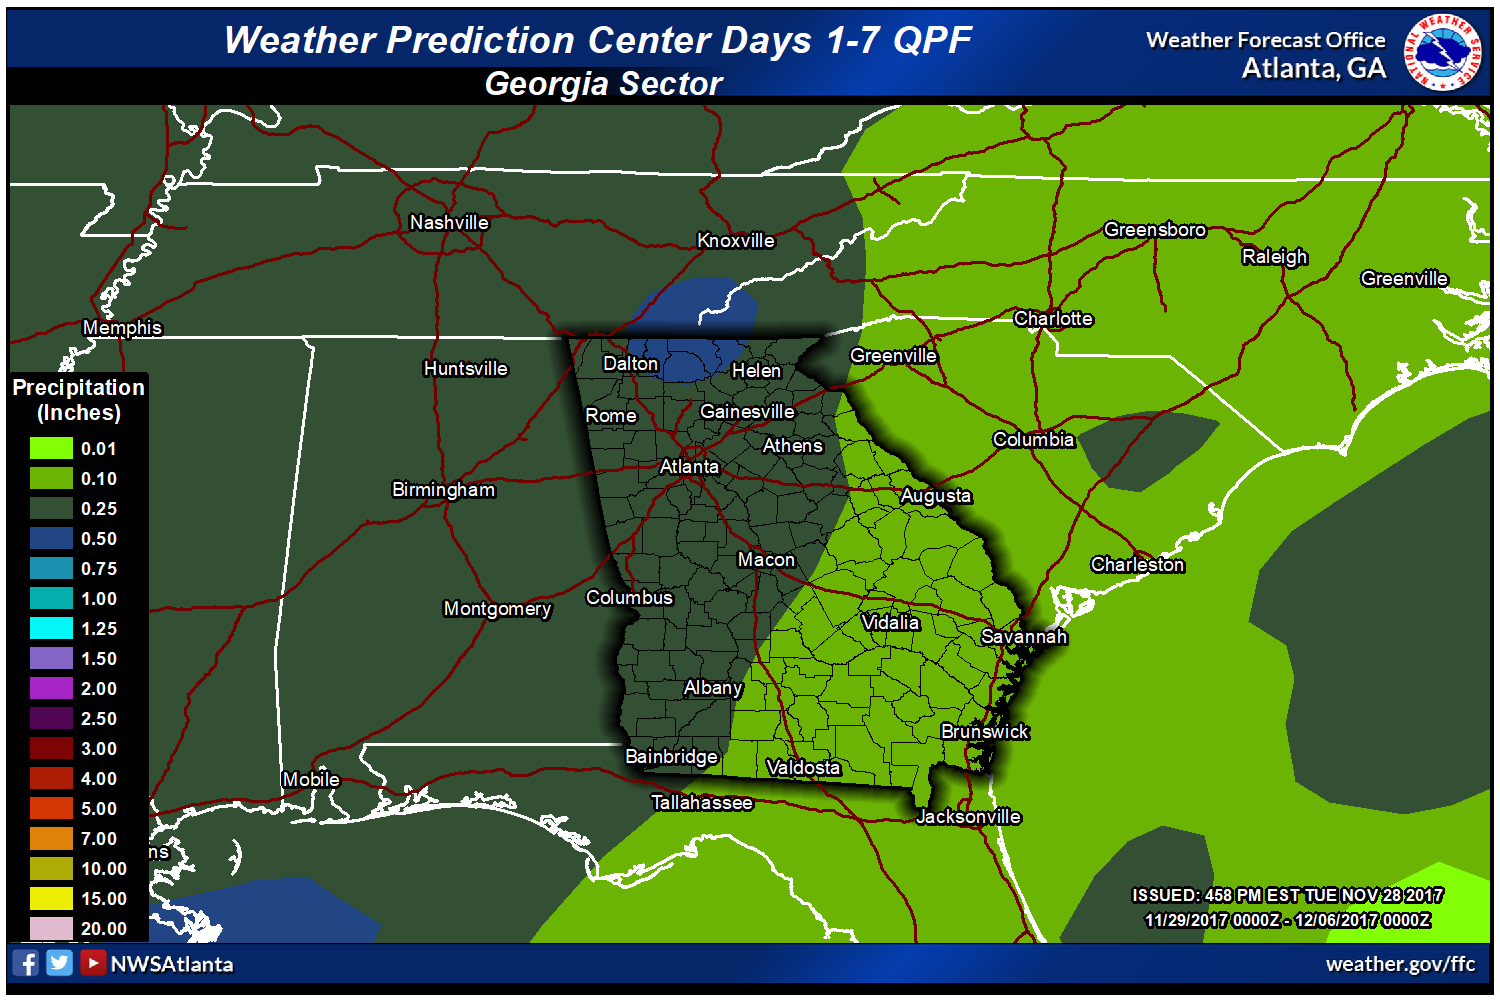 Weather Prediction Center Days 1-7 QPF
Georgia Sector
Weather Forecast Office
Atlanta, GA
NATIONAL WEATHER SERVICE
Nashville
Knoxville
Greensboro
Raleigh
Greenville
Memphis
Charlotte
Huntsville
Dalton
Helen
Greenville
Rome
Gainesville
Athens
Columbia
Atlanta
Birmingham
Augusta
Macon
Charleston
Columbus
Montgomery
Vidalia
Savannah
Albany
Brunswick
Bainbridge
Valdosta
Mobile
Tallahassee
Jacksonville
ns
Precipitation
(Inches)
0.01
0.10
0.25
0.50
0.75
1.00
1.25
1.50
2.00
2.50
3.00
4.00
5.00
7.00
10.00
15.00
20.00
ISSUED: 458 PM EST TUE NOV 28 2017
11/29/2017 0000Z - 12/06/2017 0000Z
NWSAtlanta
weather.gov/ffc